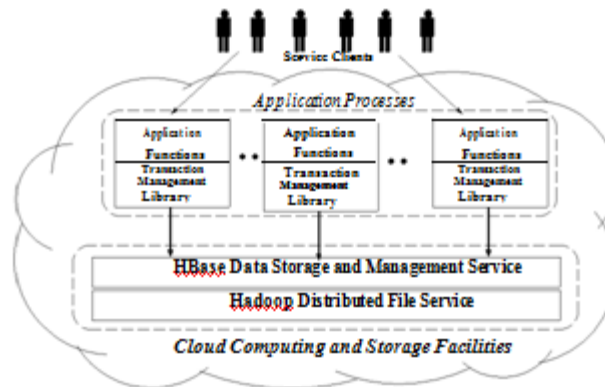 Service Clients
Application Processes
Application
Functions
Transaction
Management
Library
Application
Functions
Transaction
Management
Library
Application
Functions
Transaction
Management
Library
HBase Data Storage and Management Service
Hadoop Distributed File Service
Cloud Computing and Storage Facilities